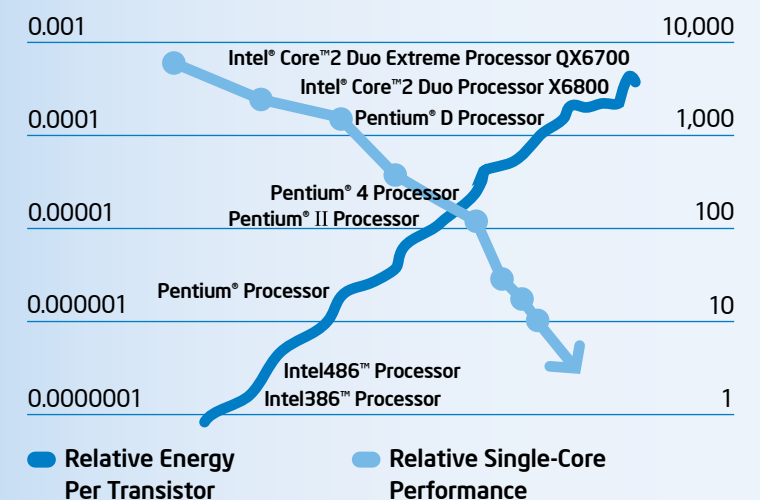 0.001 10,000
Intel® Core™2 Duo Extreme Processor QX6700
Intel® Core™2 Duo Processor X6800
0.0001 Pentium® D Processor 1,000
Pentium® 4 Processor
0.00001 Pentium® II Processor 100
Pentium® Processor
0.000001 10
Intel486™ Processor
0.0000001 Intel386™ Processor 1
Relative Energy Relative Single-Core
Per Transistor Performance